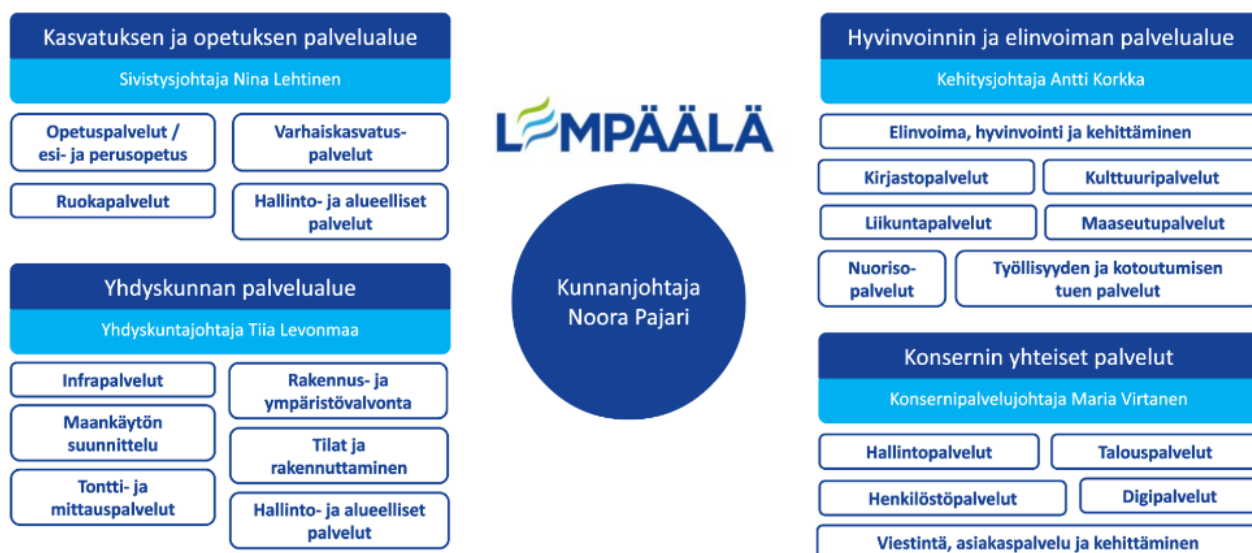 Kasvatuksen ja opetuksen palvelualue
Sivistysjohtaja Nina Lehtinen
Opetuspalvelut /
esi- ja perusopetus
Varhaiskasvatus-
palvelut
Ruokapalvelut
Hallinto- ja alueelliset
palvelut
Yhdyskunnan palvelualue
Yhdyskuntajohtaja Tiia Levonmaa
Infrapalvelut
Rakennus- ja
ympäristövalvonta
Maankäytön
suunnittelu
Tilat ja
rakennuttaminen
Tontti- ja
mittauspalvelut
Hallinto- ja alueelliset
palvelut
LEMPÄÄLÄ
Kunnanjohtaja
Noora Pajari
Hyvinvoinnin ja elinvoiman palvelualue
Kehitysjohtaja Antti Korkka
Elinvoima, hyvinvointi ja kehittäminen
Kirjastopalvelut
Kulttuuripalvelut
Liikuntapalvelut
Maaseutupalvelut
Nuoriso-
palvelut
Työllisyyden ja kotoutumisen
tuen palvelut
Konsernin yhteiset palvelut
Konsernipalvelujohtaja Maria Virtanen
Hallintopalvelut
Talouspalvelut
Henkilöstöpalvelut
Digipalvelut
Viestintä, asiakaspalvelu ja kehittäminen